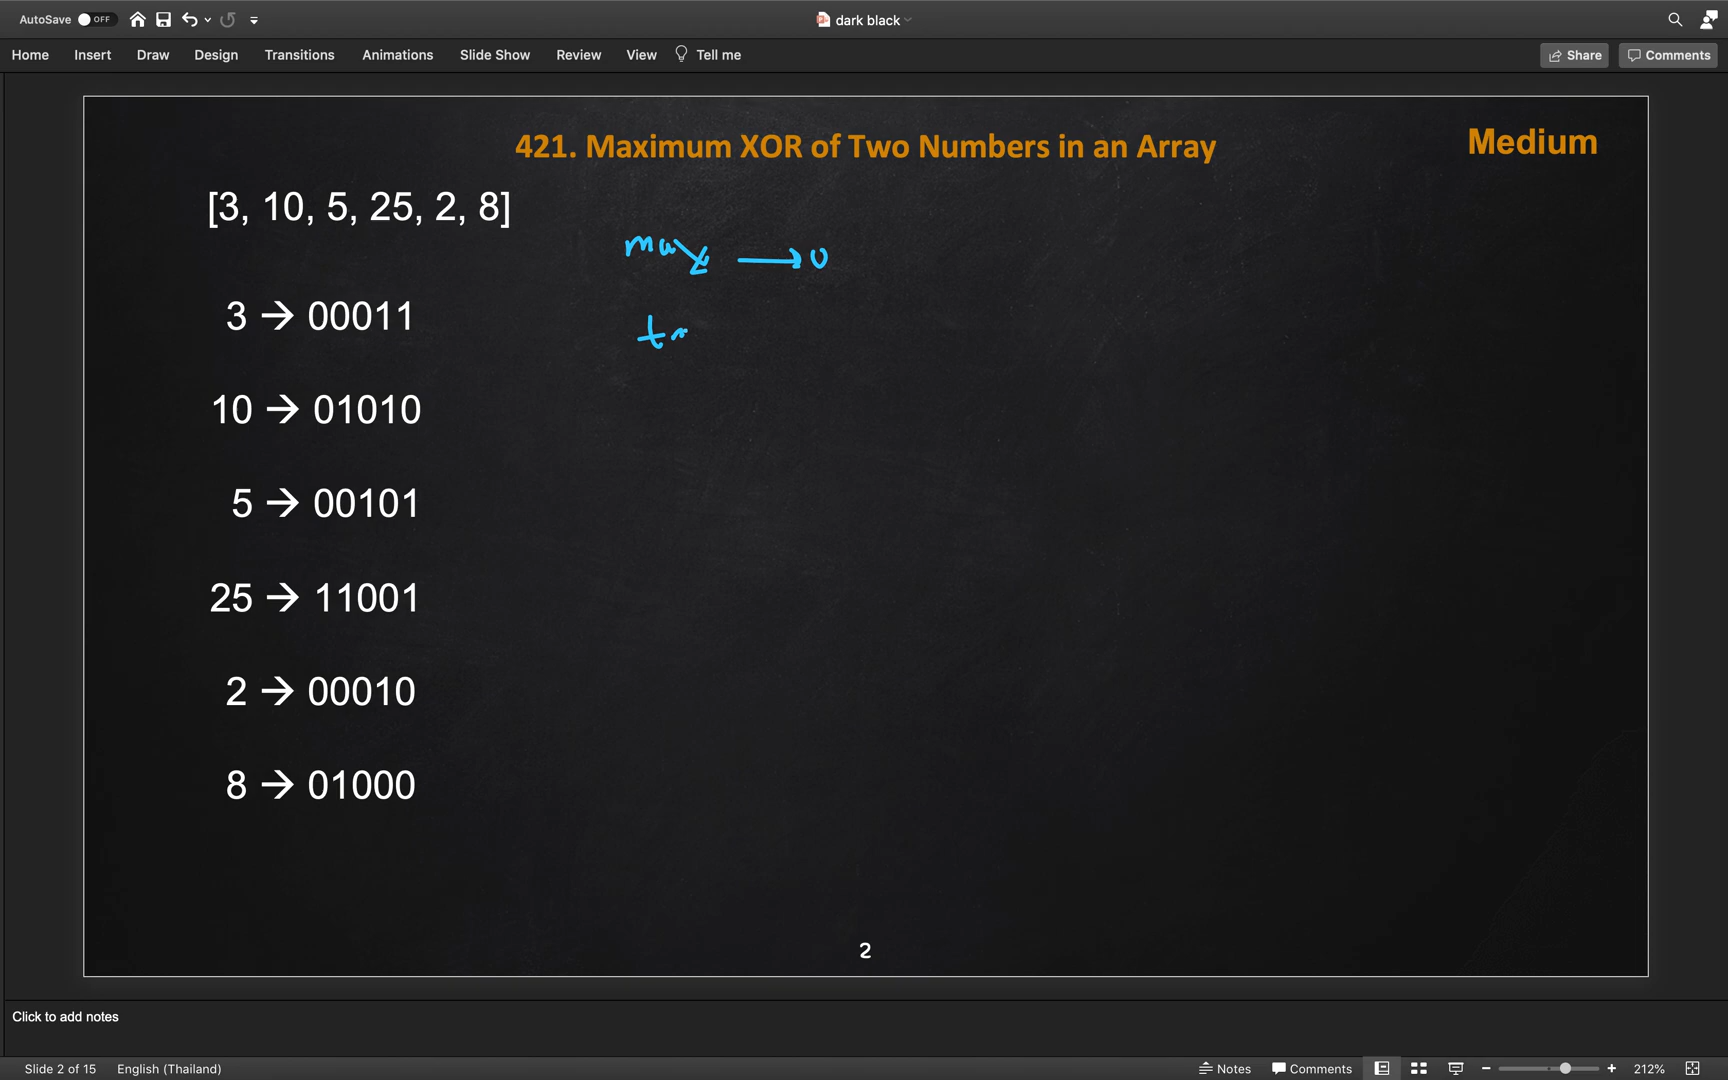 AutoSave OFF
dark black
Home Insert Draw Design Transitions Animations Slide Show Review View Tell me
Share Comments
421. Maximum XOR of Two Numbers in an Array
Medium
[3, 10, 5, 25, 2, 8]
max → 0
3 → 00011
10 → 01010
5 → 00101
25 → 11001
2 → 00010
8 → 01000
2
Click to add notes
Slide 2 of 15 English (Thailand) Notes Comments 212%